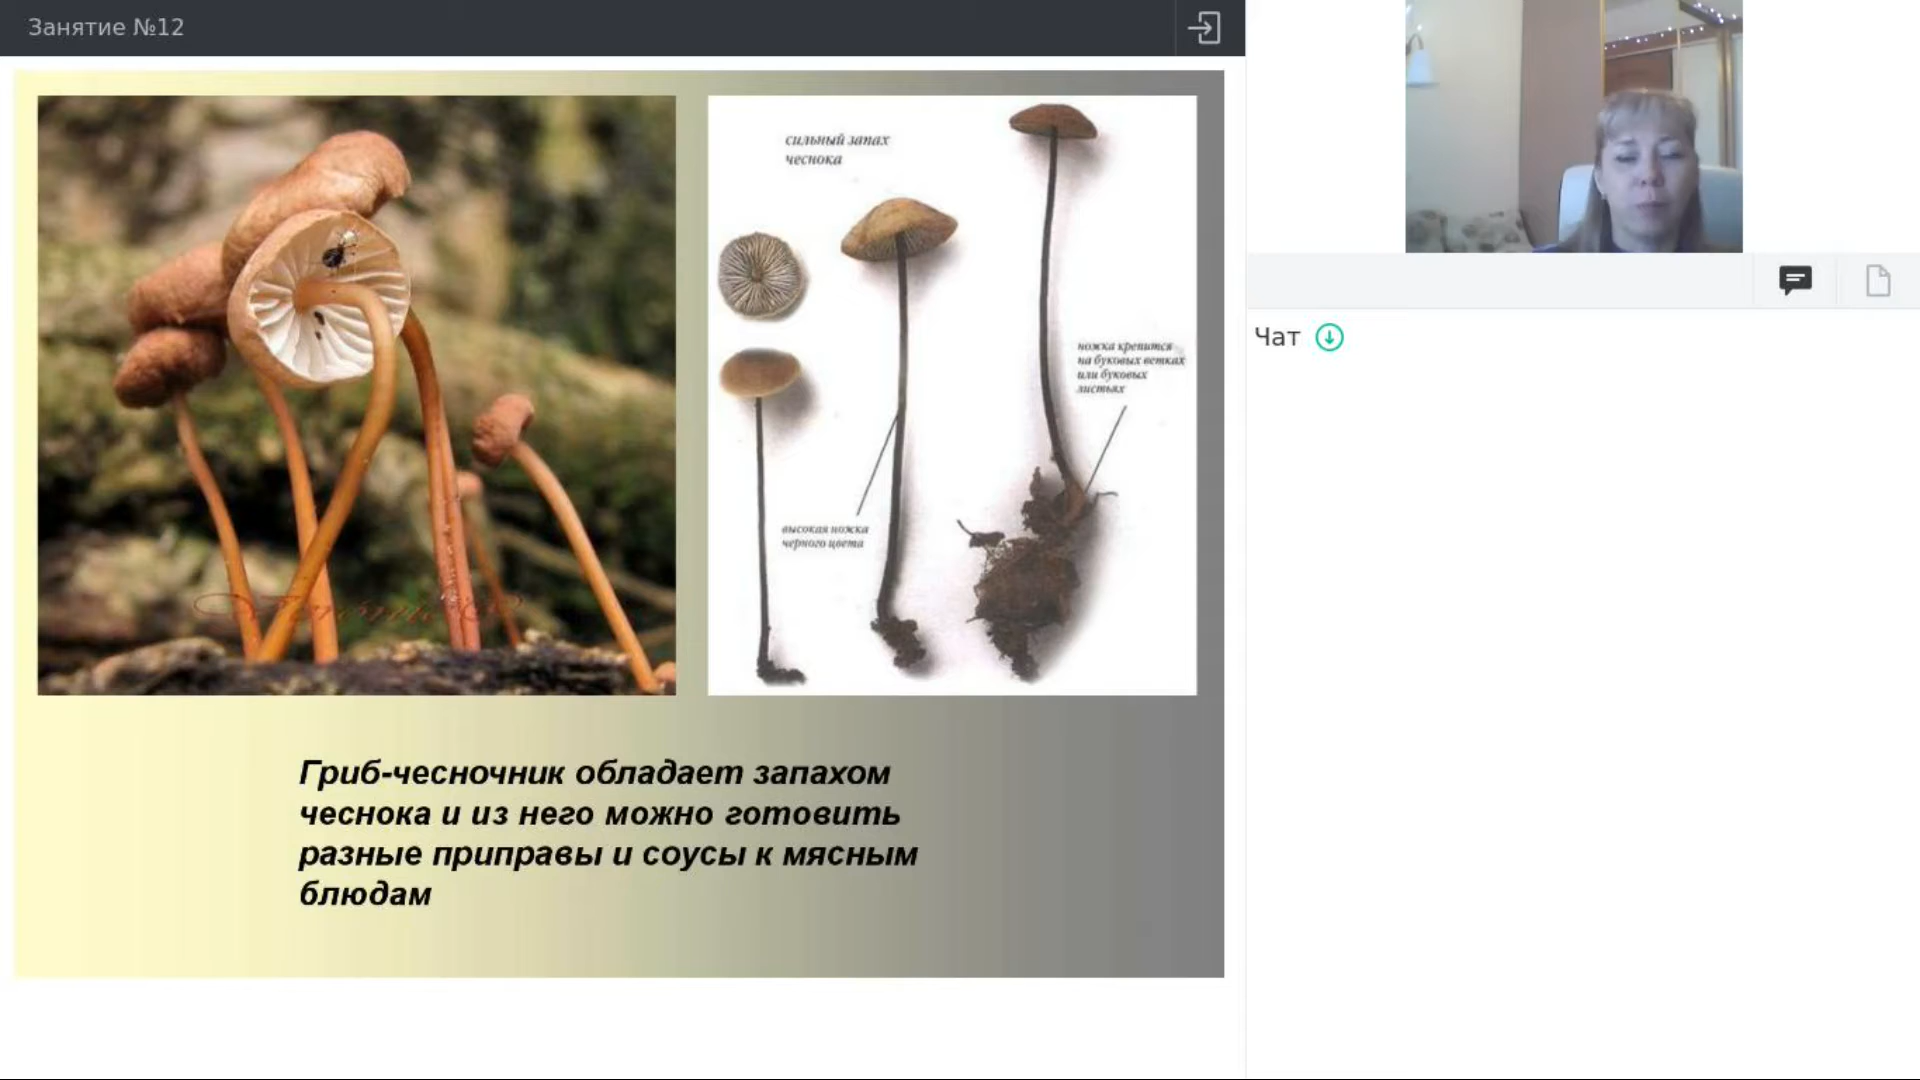 Занятие №12
сильный запах
чеснока
ножка крепится
на буковых ветках
или буковых
листьях
высокая ножка
черного цвета
Гриб-чесночник обладает запахом
чеснока и из него можно готовить
разные приправы и соусы к мясным
блюдам
Чат